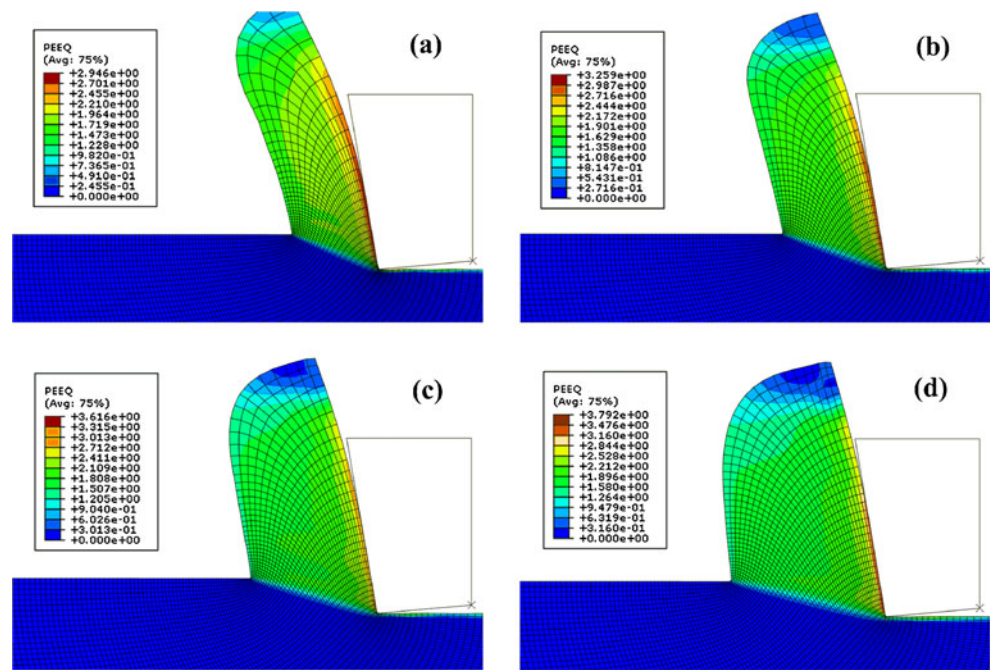 (a)
PEEQ
(Avg: 75%)
+2.946e+00
+2.701e+00
+2.455e+00
+2.210e+00
+1.964e+00
+1.719e+00
+1.473e+00
+1.228e+00
+9.820e-01
+7.365e-01
+4.910e-01
+2.455e-01
+0.000e+00
(b)
PEEQ
(Avg: 75%)
+3.259e+00
+2.987e+00
+2.716e+00
+2.444e+00
+2.172e+00
+1.901e+00
+1.629e+00
+1.358e+00
+1.086e+00
+8.147e-01
+5.431e-01
+2.716e-01
+0.000e+00
(c)
PEEQ
(Avg: 75%)
+3.616e+00
+3.315e+00
+3.013e+00
+2.712e+00
+2.411e+00
+2.109e+00
+1.808e+00
+1.507e+00
+1.205e+00
+9.040e-01
+6.026e-01
+3.013e-01
+0.000e+00
(d)
PEEQ
(Avg: 75%)
+3.792e+00
+3.476e+00
+3.160e+00
+2.844e+00
+2.528e+00
+2.212e+00
+1.896e+00
+1.580e+00
+1.264e+00
+9.479e-01
+6.319e-01
+3.160e-01
+0.000e+00